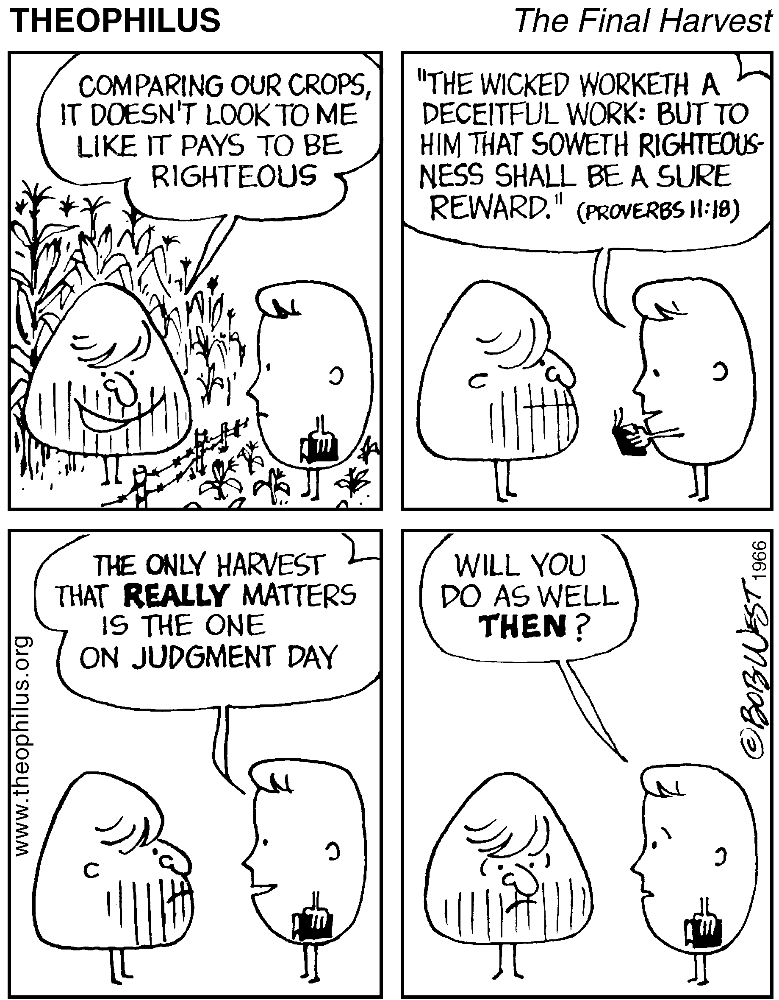 THEOPHILUS
The Final Harvest
COMPARING OUR CROPS,
IT DOESN'T LOOK TO ME
LIKE IT PAYS TO BE
RIGHTEOUS
"THE WICKED WORKETH A
DECEITFUL WORK: BUT TO
HIM THAT SOWETH RIGHTEOUS-
NESS SHALL BE A SURE
REWARD." (PROVERBS 11:18)
THE ONLY HARVEST
THAT REALLY MATTERS
IS THE ONE
ON JUDGMENT DAY
www.theophilus.org
WILL YOU
DO AS WELL
THEN?
©BOB WEST 1966